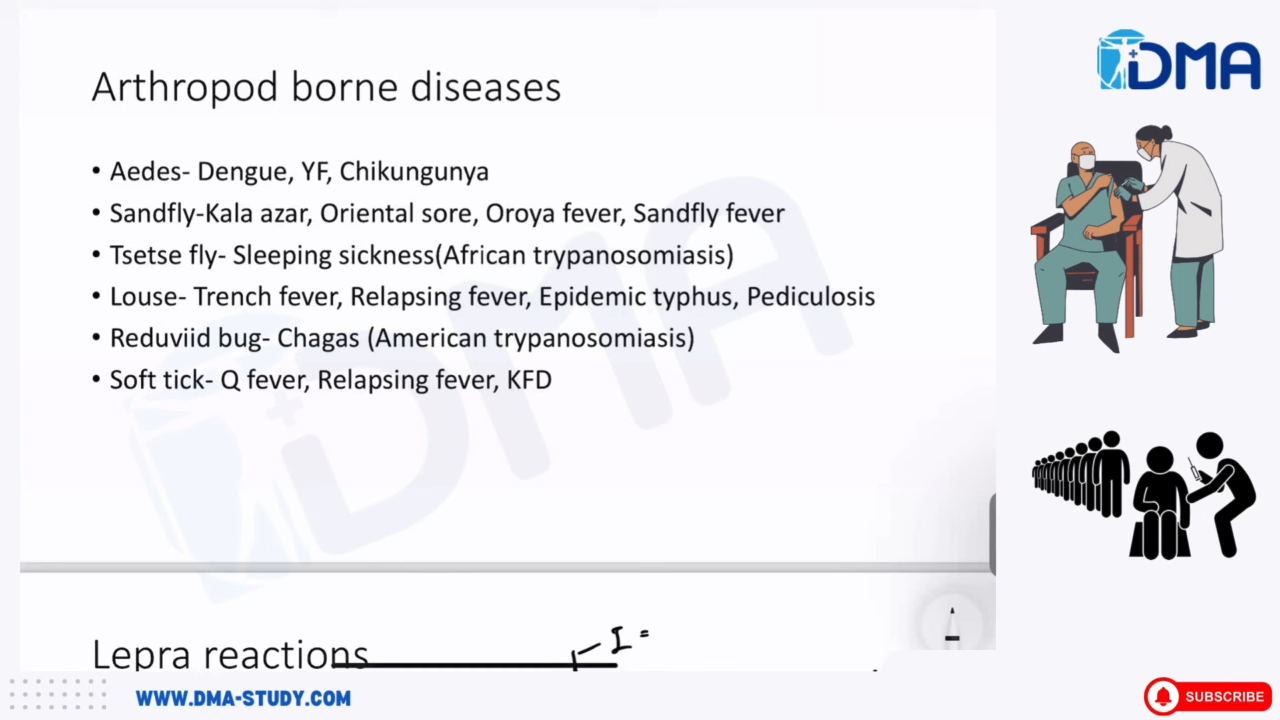 DMA
Arthropod borne diseases
• Aedes- Dengue, YF, Chikungunya
• Sandfly-Kala azar, Oriental sore, Oroya fever, Sandfly fever
• Tsetse fly- Sleeping sickness(African trypanosomiasis)
• Louse- Trench fever, Relapsing fever, Epidemic typhus, Pediculosis
• Reduviid bug- Chagas (American trypanosomiasis)
• Soft tick- Q fever, Relapsing fever, KFD
DMA
Lepra reactions
I =
WWW.DMA-STUDY.COM
SUBSCRIBE